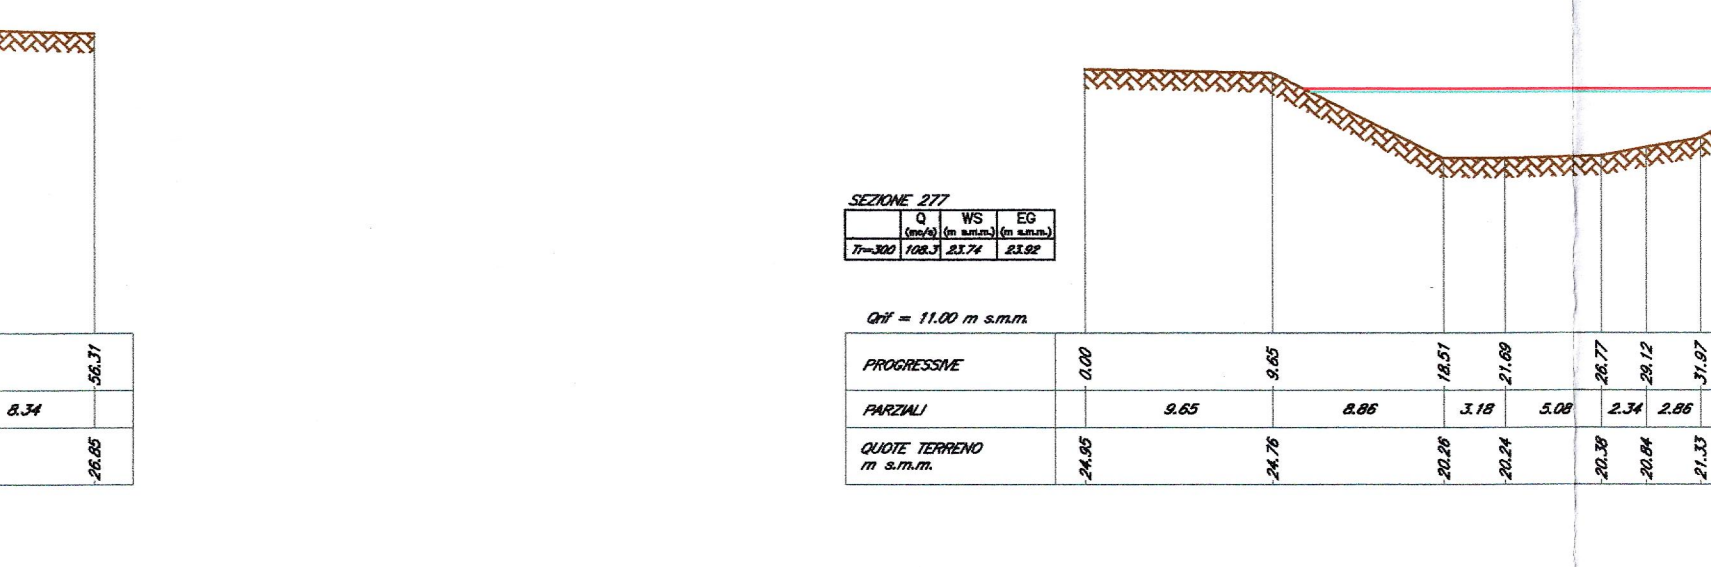 56.31
8.34
26.85
SEZIONE 277
Q WS EG
(mc/s) (m s.m.m.) (m s.m.m.)
Tr=300 108.3 23.74 23.92
Qrif = 11.00 m s.m.m.
PROGRESSIVE 0.00 9.65 18.51 21.69 26.77 29.12 31.97
PARZIALI 9.65 8.86 3.18 5.08 2.34 2.86
QUOTE TERRENO
m s.m.m. 24.95 24.76 20.26 20.24 20.38 20.84 21.33